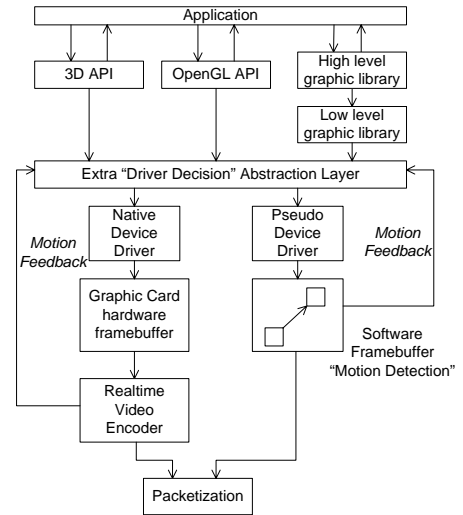 Application
3D API
OpenGL API
High level
graphic library
Low level
graphic library
Extra “Driver Decision” Abstraction Layer
Native
Device
Driver
Pseudo
Device
Driver
Motion
Feedback
Motion
Feedback
Graphic Card
hardware
framebuffer
Software
Framebuffer
“Motion Detection”
Realtime
Video
Encoder
Packetization